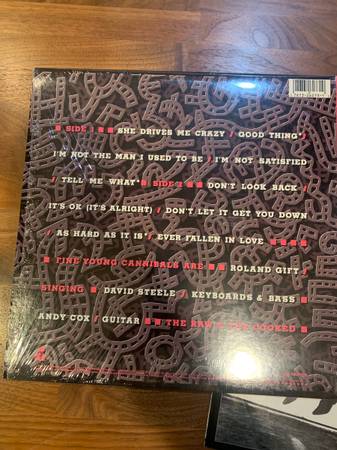 SIDE 1 SHE DRIVES ME CRAZY / GOOD THING* /
I'M NOT THE MAN I USED TO BE / I'M NOT SATISFIED
/ TELL ME WHAT* SIDE 2 DON'T LOOK BACK /
IT'S OK (IT'S ALRIGHT) / DON'T LET IT GET YOU DOWN
/ AS HARD AS IT IS* / EVER FALLEN IN LOVE
FINE YOUNG CANNIBALS ARE ROLAND GIFT /
SINGING DAVID STEELE / KEYBOARDS & BASS
ANDY COX / GUITAR THE RAW & THE COOKED